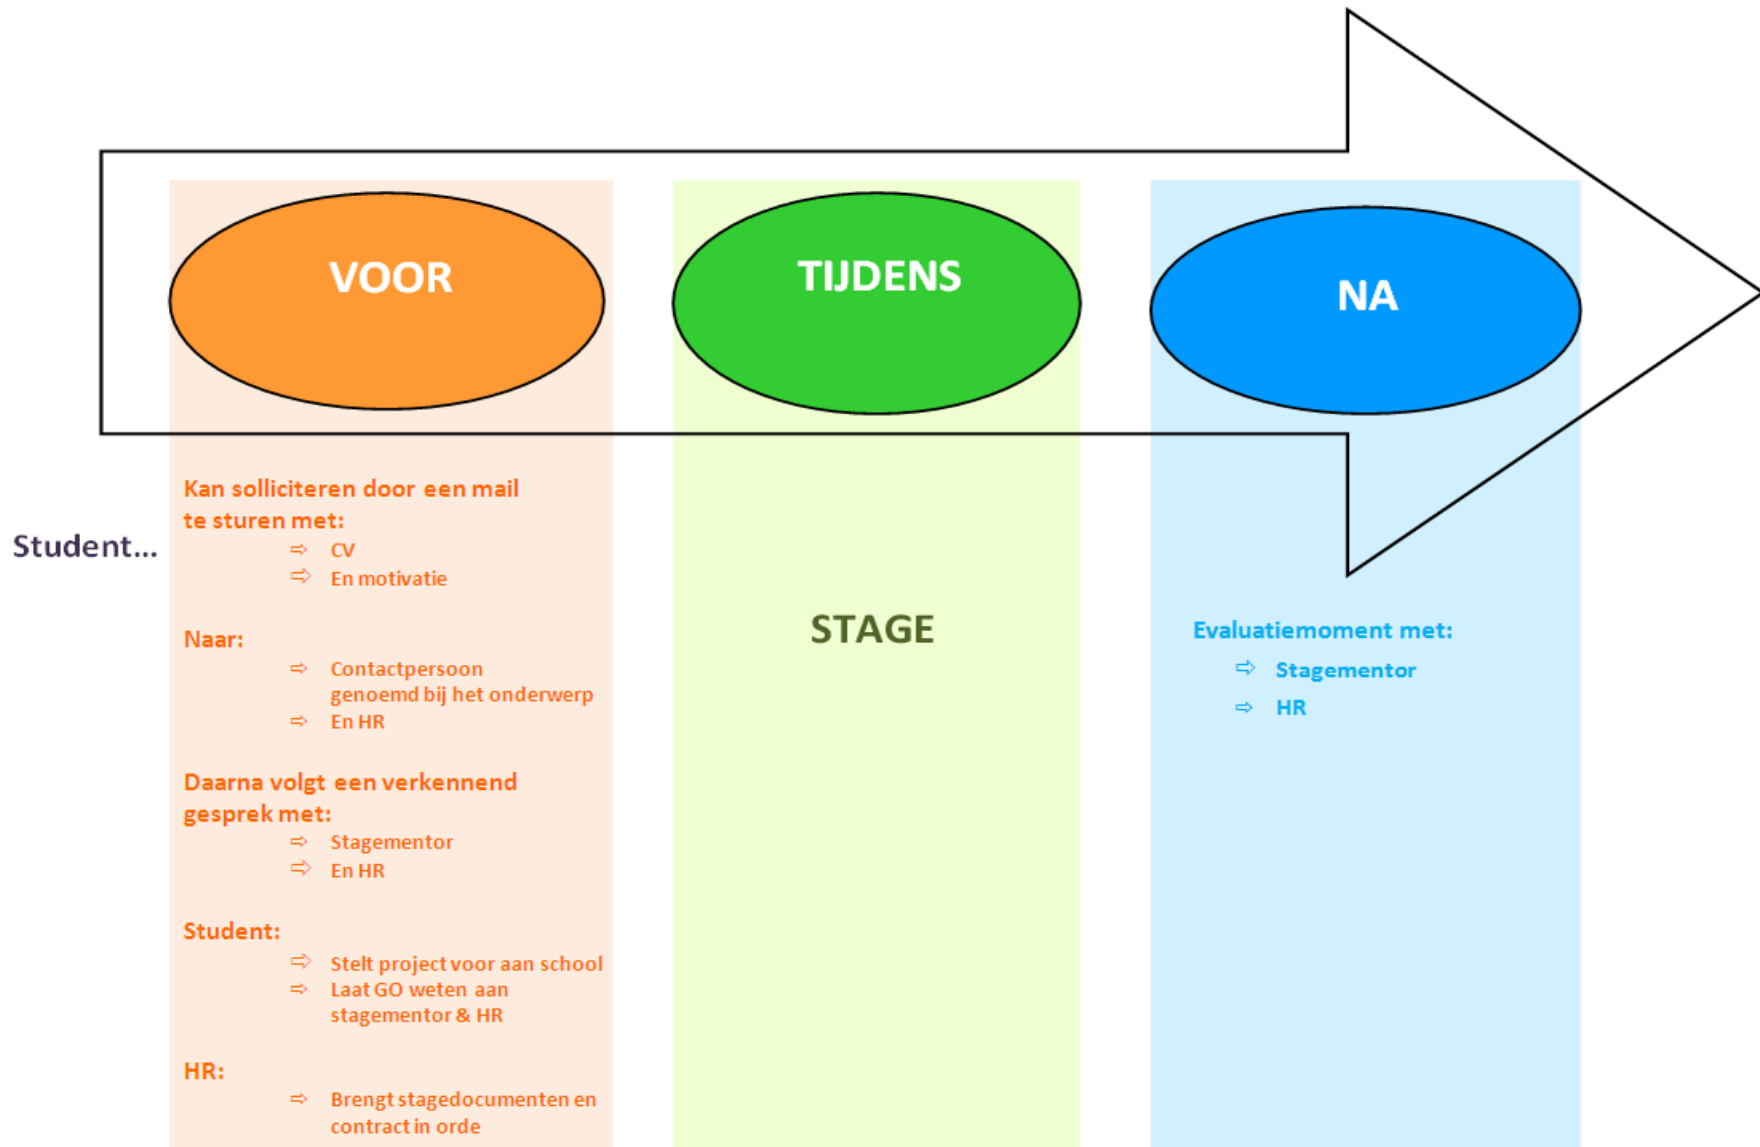 VOOR
TIJDENS
NA
Student...
Kan solliciteren door een mail
te sturen met:
⇨ CV
⇨ En motivatie
Naar:
⇨ Contactpersoon
genoemd bij het onderwerp
⇨ En HR
Daarna volgt een verkennend
gesprek met:
⇨ Stagementor
⇨ En HR
Student:
⇨ Stelt project voor aan school
⇨ Laat GO weten aan
stagementor & HR
HR:
⇨ Brengt stagedocumenten en
contract in orde
STAGE
Evaluatiemoment met:
⇨ Stagementor
⇨ HR